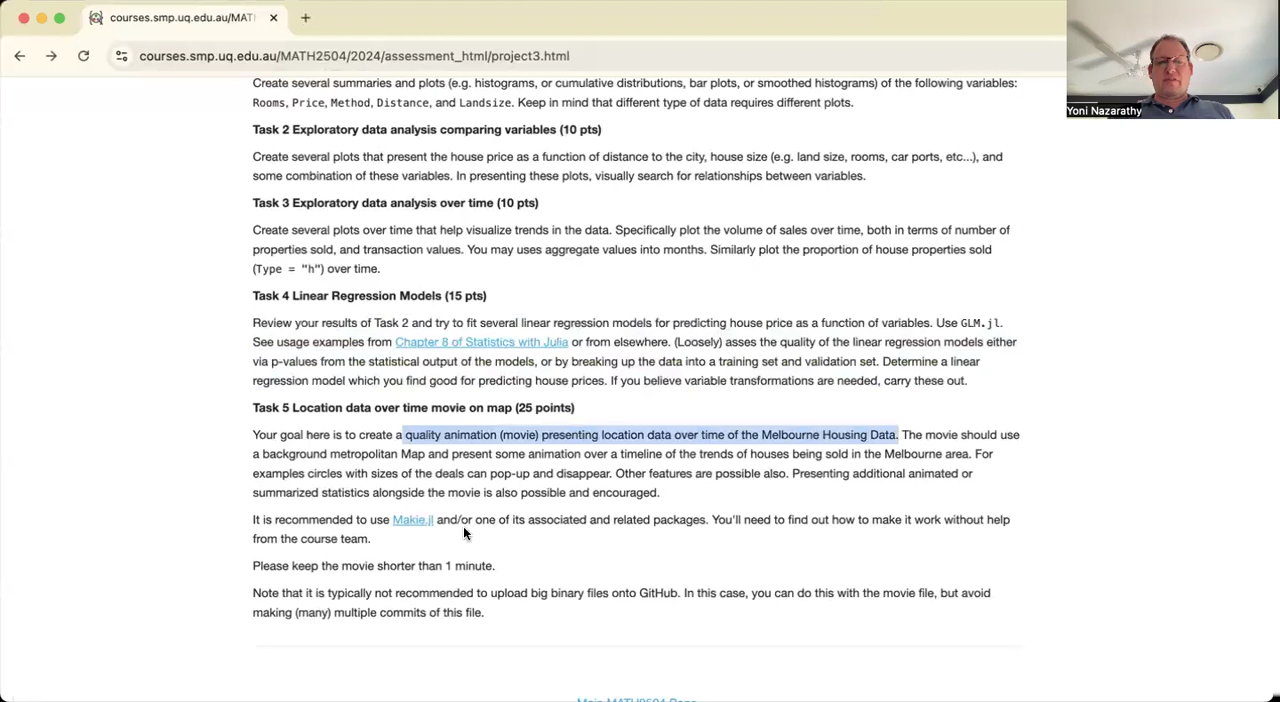 courses.smp.uq.edu.au/MAT
courses.smp.uq.edu.au/MATH2504/2024/assessment_html/project3.html
Yoni Nazarathy
Create several summaries and plots (e.g. histograms, or cumulative distributions, bar plots, or smoothed histograms) of the following variables:
Rooms, Price, Method, Distance, and Landsize. Keep in mind that different type of data requires different plots.
Task 2 Exploratory data analysis comparing variables (10 pts)
Create several plots that present the house price as a function of distance to the city, house size (e.g. land size, rooms, car ports, etc...), and
some combination of these variables. In presenting these plots, visually search for relationships between variables.
Task 3 Exploratory data analysis over time (10 pts)
Create several plots over time that help visualize trends in the data. Specifically plot the volume of sales over time, both in terms of number of
properties sold, and transaction values. You may uses aggregate values into months. Similarly plot the proportion of house properties sold
(Type = "h") over time.
Task 4 Linear Regression Models (15 pts)
Review your results of Task 2 and try to fit several linear regression models for predicting house price as a function of variables. Use GLM.jl.
See usage examples from Chapter 8 of Statistics with Julia or from elsewhere. (Loosely) asses the quality of the linear regression models either
via p-values from the statistical output of the models, or by breaking up the data into a training set and validation set. Determine a linear
regression model which you find good for predicting house prices. If you believe variable transformations are needed, carry these out.
Task 5 Location data over time movie on map (25 points)
Your goal here is to create a quality animation (movie) presenting location data over time of the Melbourne Housing Data. The movie should use
a background metropolitan Map and present some animation over a timeline of the trends of houses being sold in the Melbourne area. For
examples circles with sizes of the deals can pop-up and disappear. Other features are possible also. Presenting additional animated or
summarized statistics alongside the movie is also possible and encouraged.
It is recommended to use Makie.jl and/or one of its associated and related packages. You'll need to find out how to make it work without help
from the course team.
Please keep the movie shorter than 1 minute.
Note that it is typically not recommended to upload big binary files onto GitHub. In this case, you can do this with the movie file, but avoid
making (many) multiple commits of this file.
Main MATH2504 Page